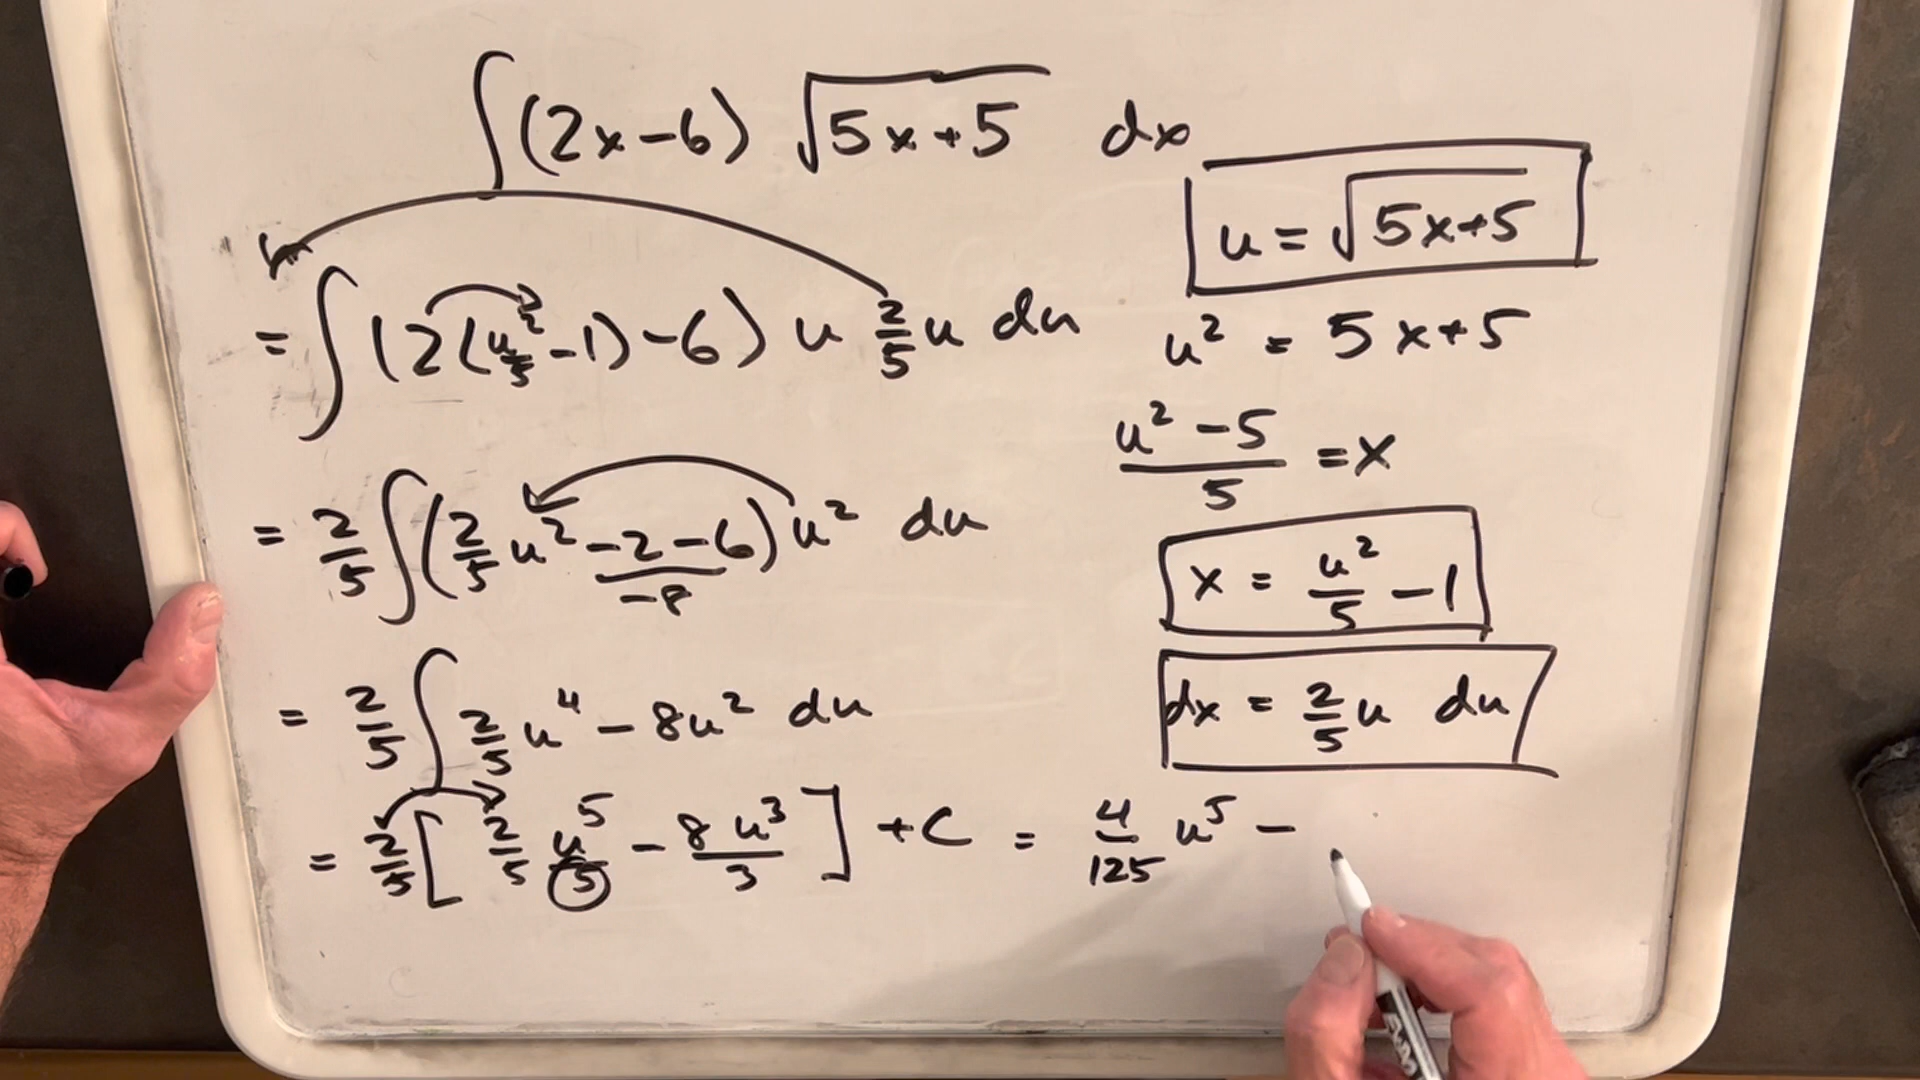 ∫(2x-6) √5x+5 dx
u = √5x+5
= ∫(2(u²/5 -1)-6) u 2/5 u du
u² = 5x+5
(u²-5)/5 = x
= 2/5 ∫(2/5 u² -2-6) u² du
-8
x = u²/5 - 1
= 2/5 ∫ 2/5 u⁴ - 8u² du
dx = 2/5 u du
= 2/5 [2/5 u⁵/5 - 8u³/3] + C = 4/125 u⁵ -
EXPO